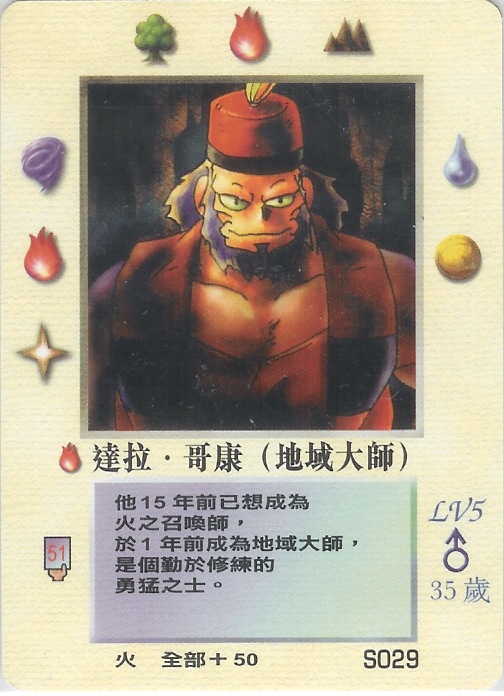 達拉·哥康（地域大師）
他15年前已想成為
火之召喚師，
於1年前成為地域大師，
是個勤於修練的
勇猛之士。
LV5
35歲
51
火 全部＋50
S029